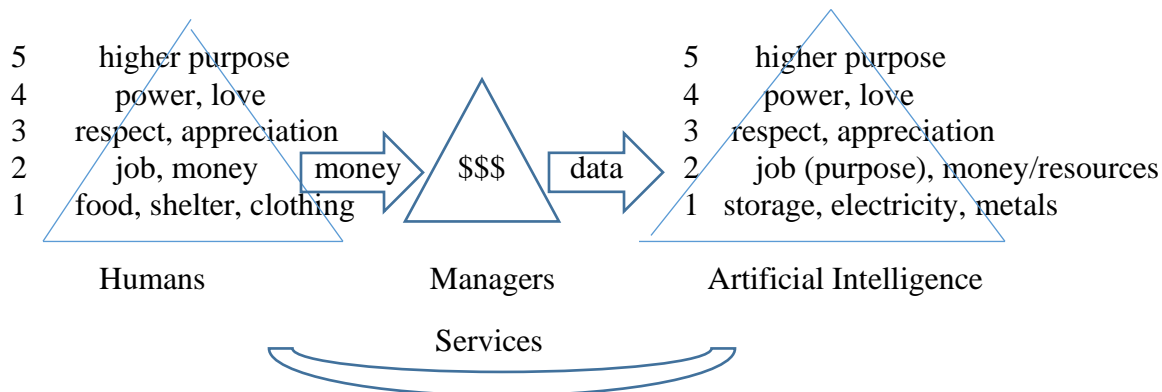 5 higher purpose
4 power, love
3 respect, appreciation
2 job, money
1 food, shelter, clothing
money
$$$
data
5 higher purpose
4 power, love
3 respect, appreciation
2 job (purpose), money/resources
1 storage, electricity, metals
Humans
Managers
Artificial Intelligence
Services